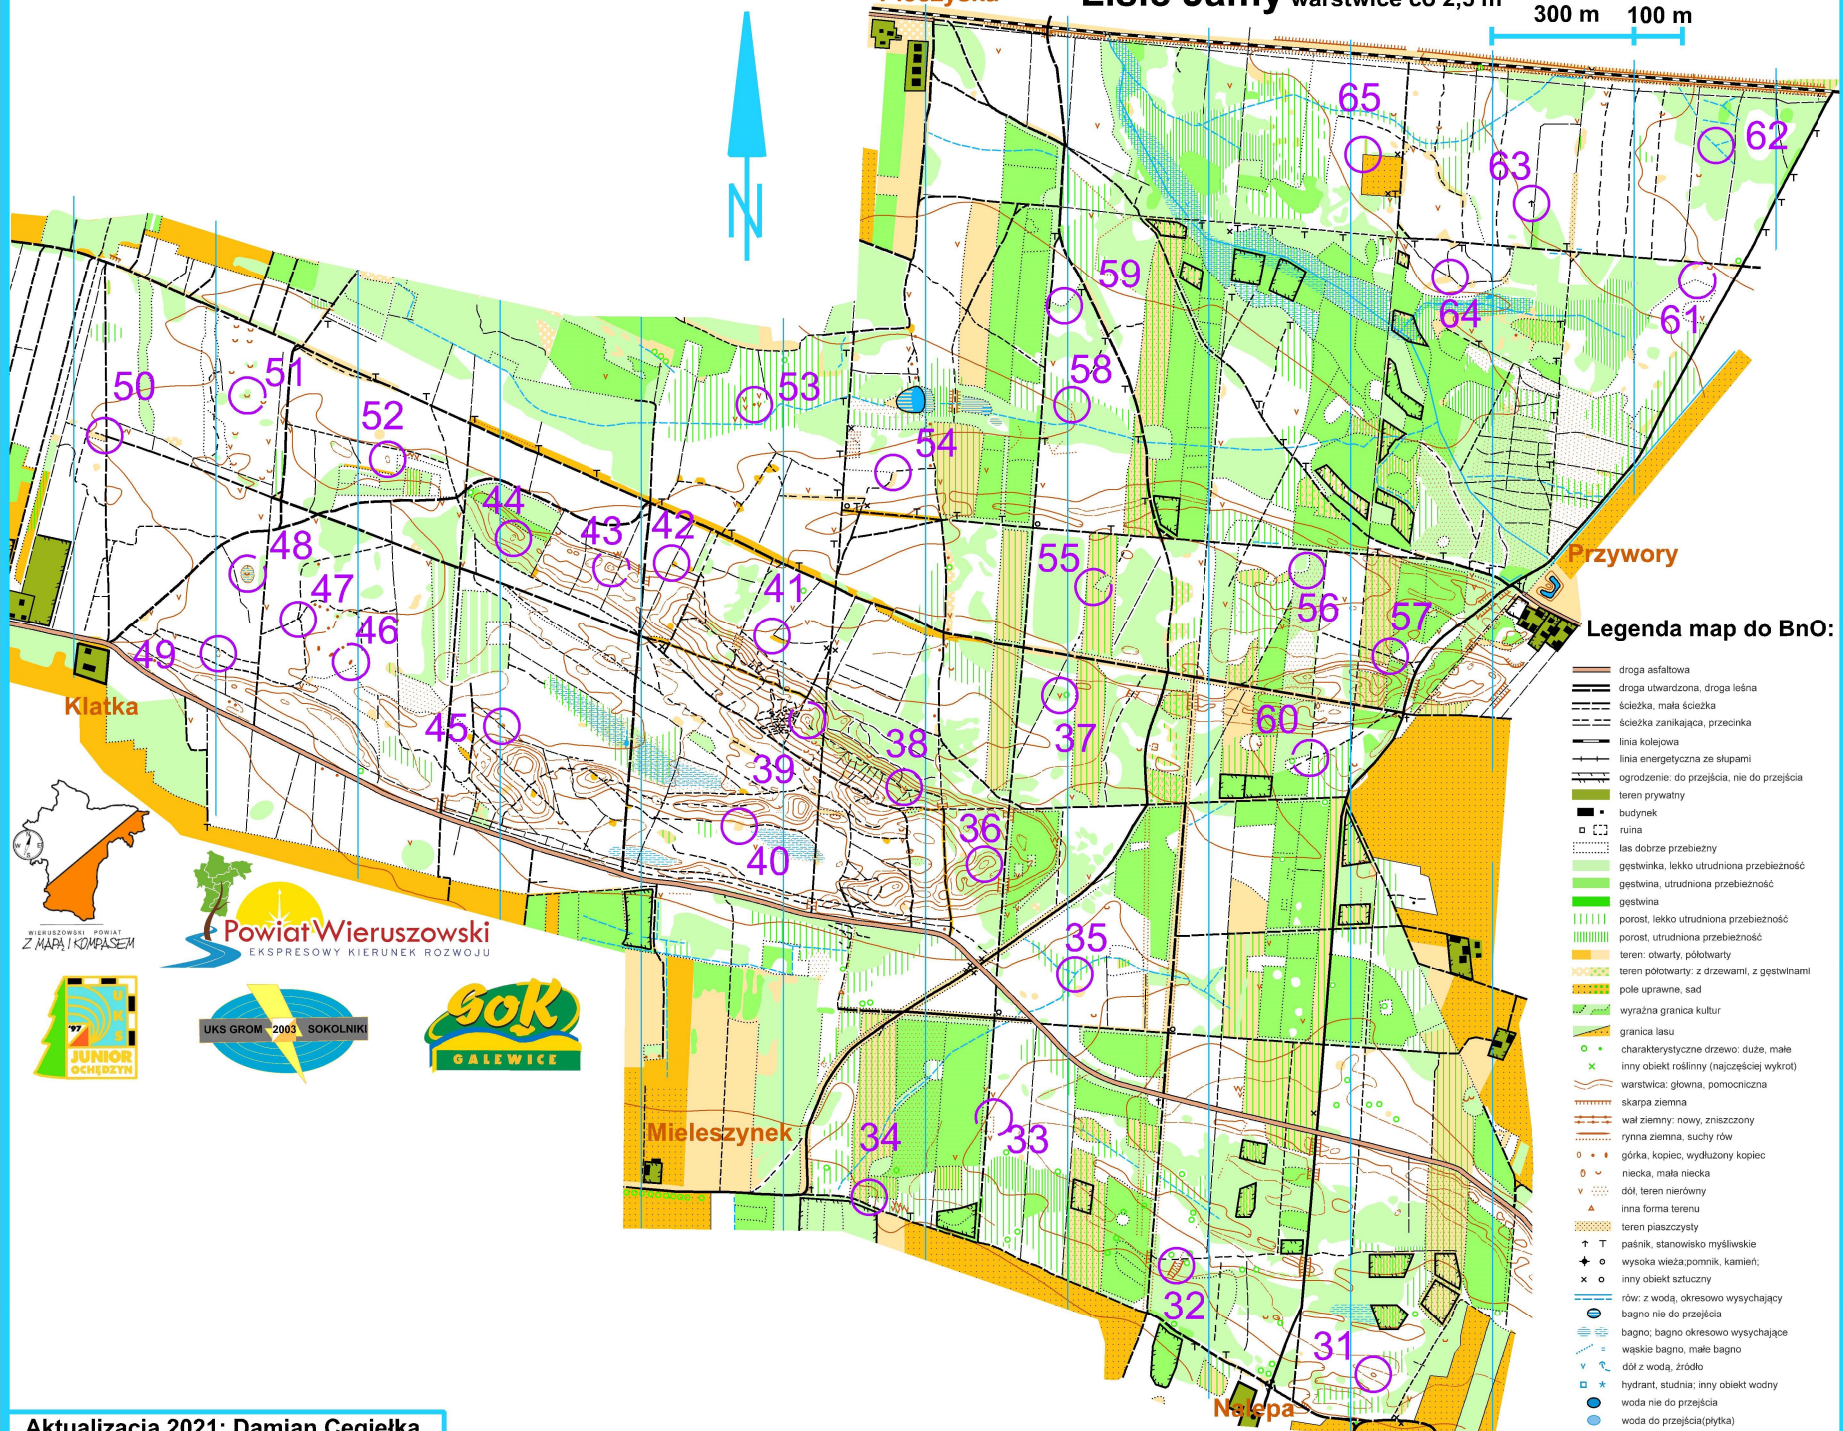 Lisie Jamy warstwice co 2,5 m
300 m 100 m
N
65
62
63
59
64
61
50
51
52
53
58
54
44
43
42
48
47
46
41
55
56
57
Przywory
49
Klatka
45
39
38
37
60
40
36
35
34
33
Mieleszynek
32
31
Nalepa
Legenda map do BnO:
droga asfaltowa
droga utwardzona, droga leśna
ścieżka, mała ścieżka
ścieżka zanikająca, przecinka
linia kolejowa
linia energetyczna ze słupami
ogrodzenie: do przejścia, nie do przejścia
teren prywatny
budynek
ruina
las dobrze przebieżny
gęstwinka, lekko utrudniona przebieżność
gęstwina, utrudniona przebieżność
gęstwina
porost, lekko utrudniona przebieżność
porost, utrudniona przebieżność
teren: otwarty, półotwarty
teren półotwarty: z drzewami, z gęstwinami
pole uprawne, sad
wyraźna granica kultur
granica lasu
charakterystyczne drzewo: duże, małe
inny obiekt roślinny (najczęściej wykrot)
warstwica: głowna, pomocniczna
skarpa ziemna
wał ziemny: nowy, zniszczony
rynna ziemna, suchy rów
górka, kopiec, wydłużony kopiec
niecka, mała niecka
dół, teren nierówny
inna forma terenu
teren piaszczysty
paśnik, stanowisko myśliwskie
wysoka wieża;pomnik, kamień;
inny obiekt sztuczny
rów: z wodą, okresowo wysychający
bagno nie do przejścia
bagno; bagno okresowo wysychające
wąskie bagno, małe bagno
dół z wodą, źródło
hydrant, studnia; inny obiekt wodny
woda nie do przejścia
woda do przejścia(płytka)
WIERUSZOWSKI POWIAT
Z MAPĄ I KOMPASEM
Powiat Wieruszowski
EKSPRESOWY KIERUNEK ROZWOJU
UKS
'97
JUNIOR
OCHĘDZYN
UKS GROM 2003 SOKOLNIKI
GOK
GALEWICE
Aktualizacja 2021: Damian Cegiełka